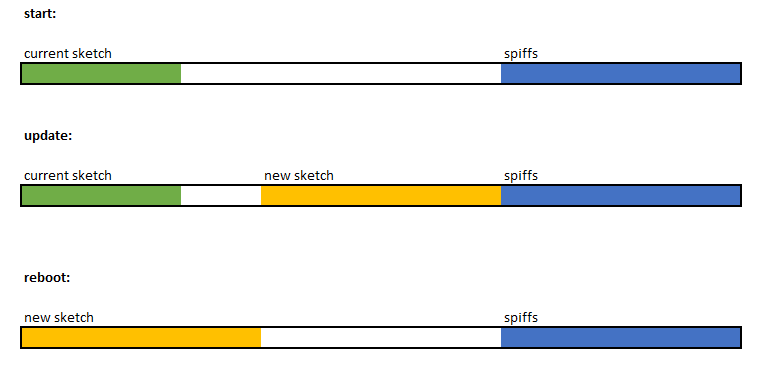 start:
current sketch spiffs
update:
current sketch new sketch spiffs
reboot:
new sketch spiffs